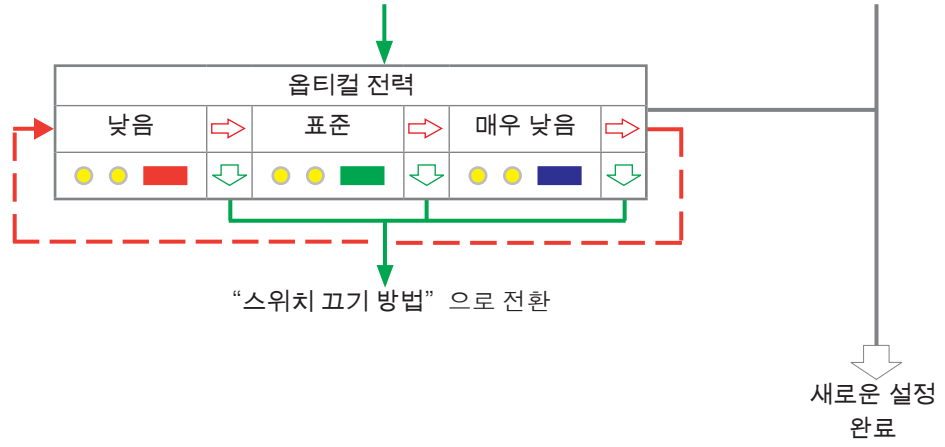 옵티컬 전력
낮음 표준 매우 낮음
“스위치 끄기 방법” 으로 전환
새로운 설정
완료